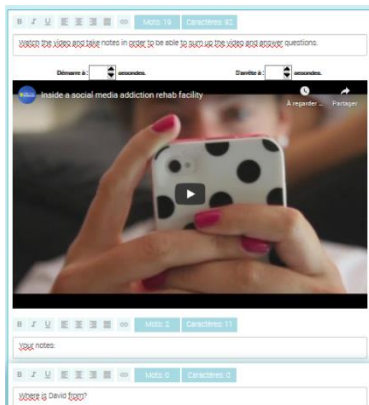 B I U Mots: 19 Caractères: 92
Watch the video and take notes in order to be able to sum up the video and answer questions.
Démarre à : secondes. S'arrête à : secondes.
Inside a social media addiction rehab facility
À regarder ... Partager
B I U Mots: 2 Caractères: 11
Your notes:
B I U Mots: 0 Caractères: 0
Where is David from?